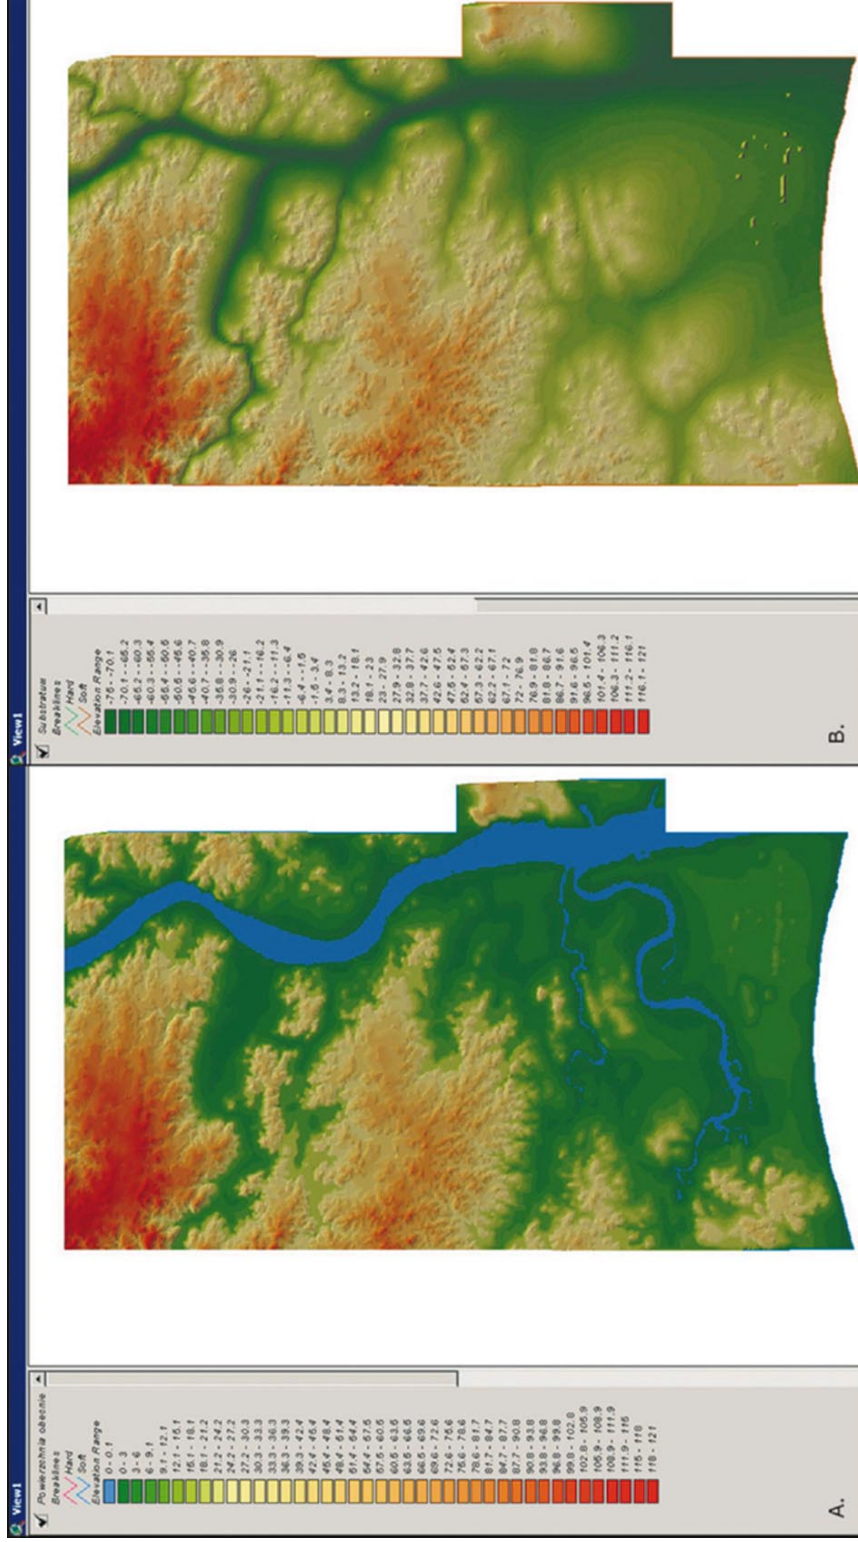 View1
Powierzchnia obecnie
Breaklines
Hard
Soft
Elevation Range
0 - 0.1
0 - 3
3 - 6
6 - 9.1
9.1 - 12.1
12.1 - 15.1
15.1 - 18.1
18.1 - 21.2
21.2 - 24.2
24.2 - 27.2
27.2 - 30.3
30.3 - 33.3
33.3 - 36.3
36.3 - 39.3
39.3 - 42.4
42.4 - 45.4
45.4 - 48.4
48.4 - 51.4
51.4 - 54.4
54.4 - 57.5
57.5 - 60.5
60.5 - 63.5
63.5 - 66.5
66.5 - 69.6
69.6 - 72.6
72.6 - 75.6
75.6 - 78.6
78.6 - 81.7
81.7 - 84.7
84.7 - 87.7
87.7 - 90.8
90.8 - 93.8
93.8 - 96.8
96.8 - 99.8
99.8 - 102.8
102.8 - 105.9
105.9 - 108.9
108.9 - 111.9
111.9 - 115
115 - 118
118 - 121
A.
View1
Substratuw
Breaklines
Hard
Soft
Elevation Range
-75 - -70.1
-70.1 - -65.2
-65.2 - -60.3
-60.3 - -55.4
-55.4 - -50.5
-50.5 - -45.6
-45.6 - -40.7
-40.7 - -35.8
-35.8 - -30.9
-30.9 - -26
-26 - -21.1
-21.1 - -16.2
-16.2 - -11.3
-11.3 - -6.4
-6.4 - -1.5
-1.5 - 3.4
3.4 - 8.3
8.3 - 13.2
13.2 - 18.1
18.1 - 23
23 - 27.9
27.9 - 32.8
32.8 - 37.7
37.7 - 42.6
42.6 - 47.5
47.5 - 52.4
52.4 - 57.3
57.3 - 62.2
62.2 - 67.1
67.1 - 72
72 - 76.9
76.9 - 81.8
81.8 - 86.7
86.7 - 91.6
91.6 - 96.5
96.5 - 101.4
101.4 - 106.3
106.3 - 111.2
111.2 - 116.1
116.2 - 121
B.